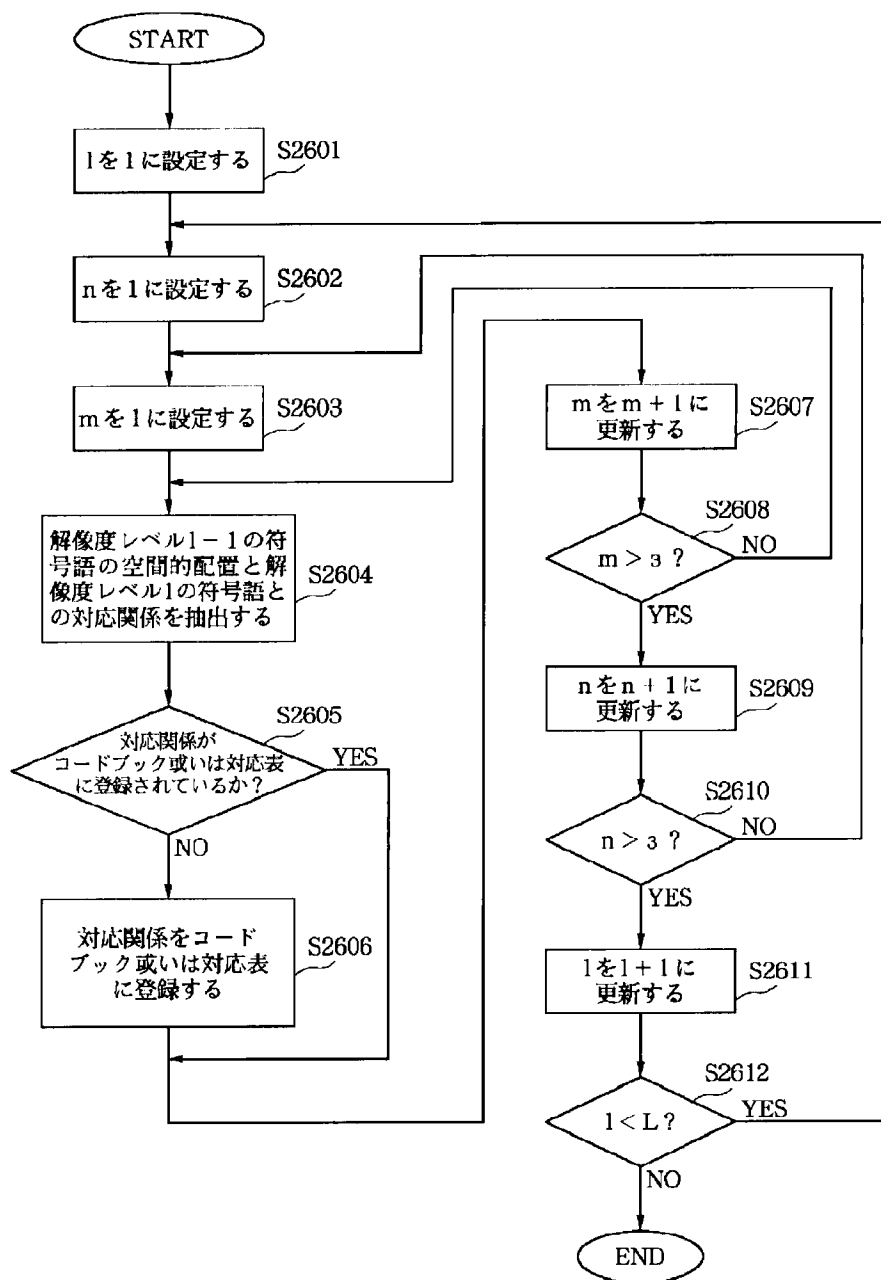 START
lを1に設定する
S2601
nを1に設定する
S2602
mを1に設定する
S2603
解像度レベルl－1の符
号語の空間的配置と解
像度レベルlの符号語と
の対応関係を抽出する
S2604
対応関係が
コードブック或いは対応表
に登録されているか?
S2605
YES
NO
対応関係をコード
ブック或いは対応表
に登録する
S2606
mをm+1に
更新する
S2607
m>3?
S2608
NO
YES
nをn+1に
更新する
S2609
n>3?
S2610
NO
YES
lをl+1に
更新する
S2611
l<L?
S2612
YES
NO
END